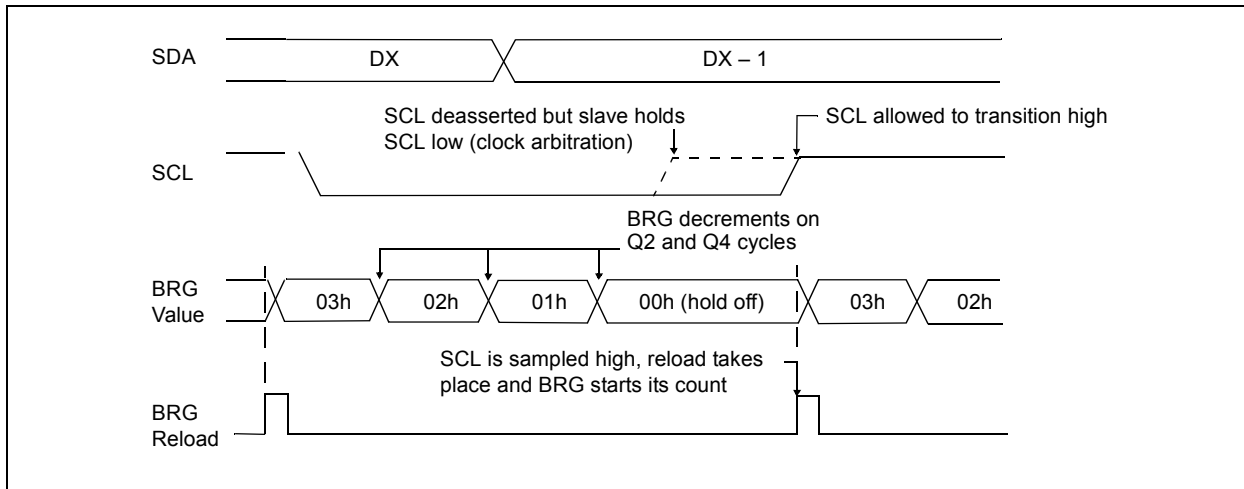 SDA
DX
DX – 1
SCL deasserted but slave holds
SCL low (clock arbitration)
SCL allowed to transition high
SCL
BRG decrements on
Q2 and Q4 cycles
BRG
Value
03h
02h
01h
00h (hold off)
03h
02h
SCL is sampled high, reload takes
place and BRG starts its count
BRG
Reload